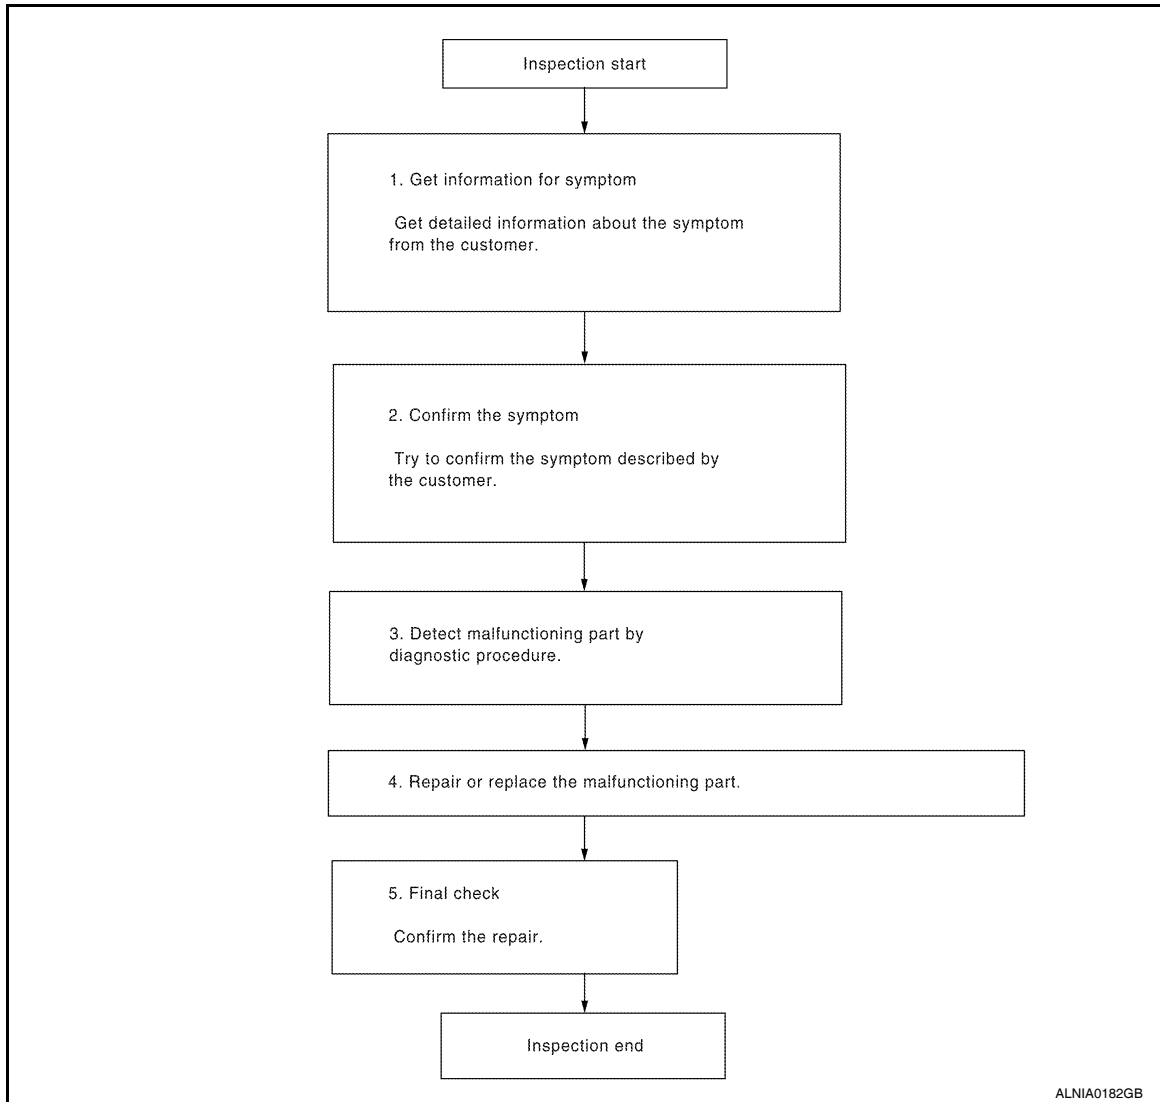 Inspection start
1. Get information for symptom
Get detailed information about the symptom
from the customer.
2. Confirm the symptom
Try to confirm the symptom described by
the customer.
3. Detect malfunctioning part by
diagnostic procedure.
4. Repair or replace the malfunctioning part.
5. Final check
Confirm the repair.
Inspection end
ALNIA0182GB